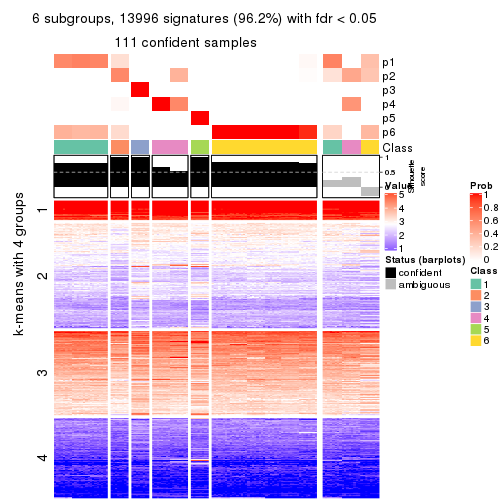 6 subgroups, 13996 signatures (96.2%) with fdr < 0.05
111 confident samples
p1
p2
p3
p4
p5
p6
Class
1
0.5
0
Silhouette
score
k-means with 4 groups
1
2
3
4
Value
5
4
3
2
1
Status (barplots)
confident
ambiguous
Prob
1
0.8
0.6
0.4
0.2
0
Class
1
2
3
4
5
6